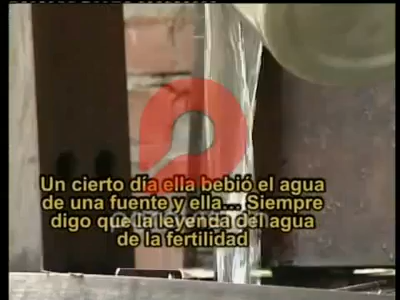 Un cierto día ella bebió el agua
de una fuente y ella... Siempre
digo que la leyenda del agua
de la fertilidad